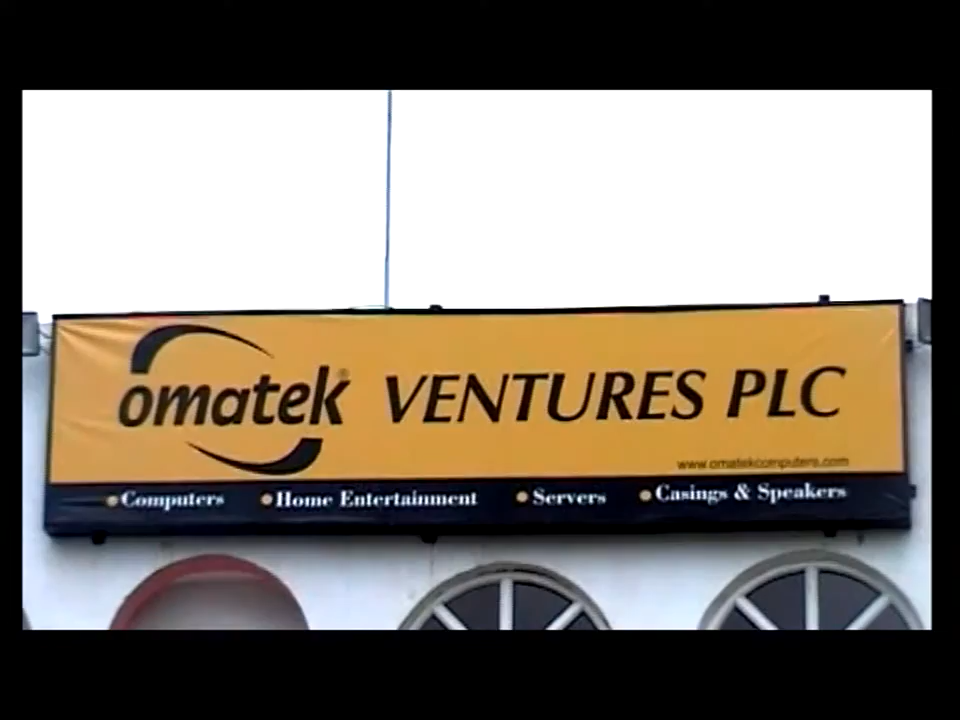 omatek® VENTURES PLC
www.omatekcomputers.com
Computers Home Entertainment Servers Casings & Speakers